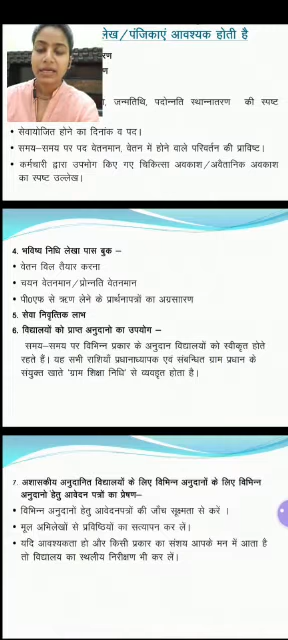 लेख/पंजिकाएं आवश्यक होती है
रण
ण
, जन्मतिथि, पदोन्नति स्थान्नातरण की स्पष्ट
• सेवायोजित होने का दिनांक व पद।
• समय–समय पर पद वेतनमान, वेतन में होने वाले परिवर्तन की प्राविष्टि।
• कर्मचारी द्वारा उपभोग किए गए चिकित्सा अवकाश/अवैतानिक अवकाश
का स्पष्ट उल्लेख।
4. भविष्य निधि लेखा पास बुक –
• वेतन विल तैयार करना
• चयन वेतनमान/प्रोन्नति वेतनमान
• पी0एफ से ऋण लेने के प्रार्थनापत्रों का अग्रसाारण
5. सेवा निवृत्तिक लाभ
6. विद्यालयों को प्राप्त अनुदानो का उपयोग –
समय–समय पर विभिन्न प्रकार के अनुदान विद्यालयों को स्वीकृत होते
रहते हैं। यह सभी राशियाँ प्रधानाध्यापक एवं संबन्धित ग्राम प्रधान के
संयुक्त खाते 'ग्राम शिक्षा निधि' से व्यवहृत होता है।
7. अशासकीय अनुदानित विद्यालयों के लिए विभिन्न अनुदानों के लिए विभिन्न
अनुदानो हेतु आवेदन पत्रों का प्रेषण–
• विभिन्न अनुदानों हेतु आवेदनपत्रों की जाँच सूक्ष्मता से करें ।
• मूल अभिलेखों से प्रविष्ठियों का सत्यापन कर लें।
• यदि आवश्यकता हो और किसी प्रकार का संशय आपके मन में आता है
तो विद्यालय का स्थलीय निरीक्षण भी कर लें।